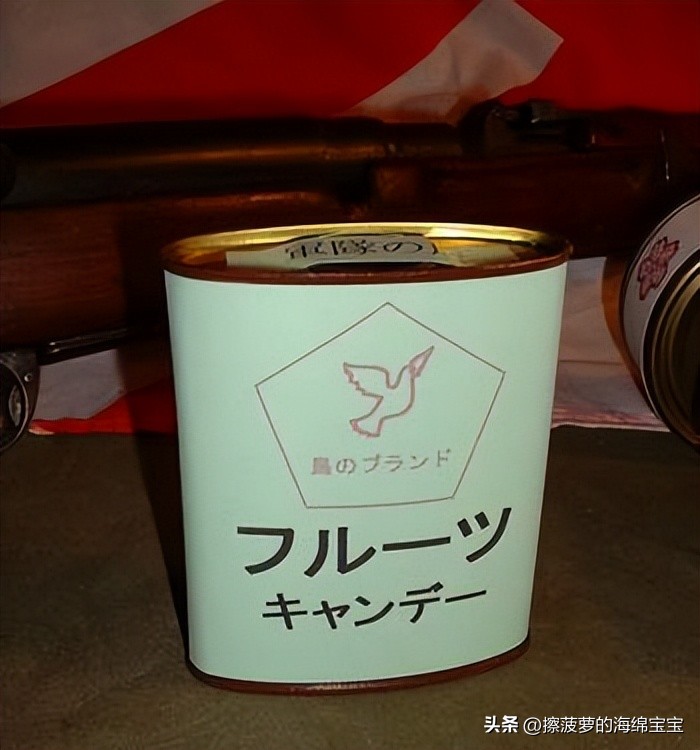 軍隊の
鳥のブランド
フルーツ
キャンデー
头条 @擦菠萝的海绵宝宝